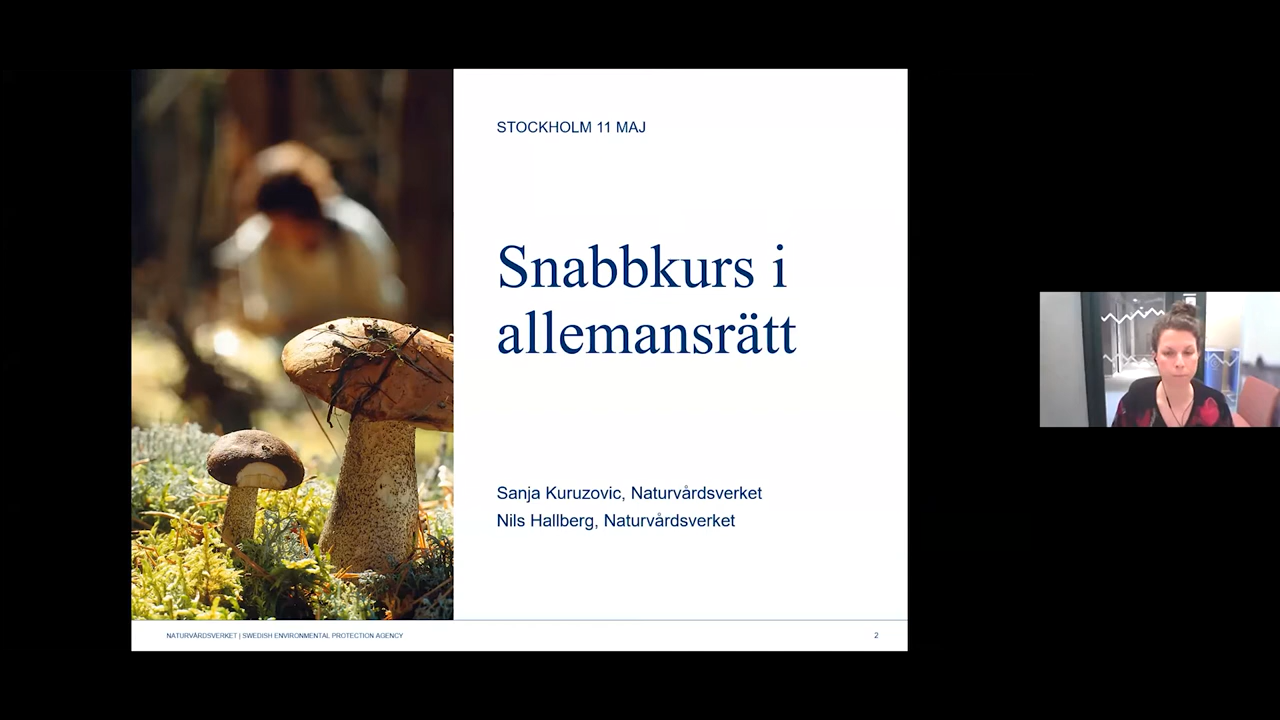 STOCKHOLM 11 MAJ
Snabbkurs i
allemansrätt
Sanja Kuruzovic, Naturvårdsverket
Nils Hallberg, Naturvårdsverket
NATURVÅRDSVERKET | SWEDISH ENVIRONMENTAL PROTECTION AGENCY
2